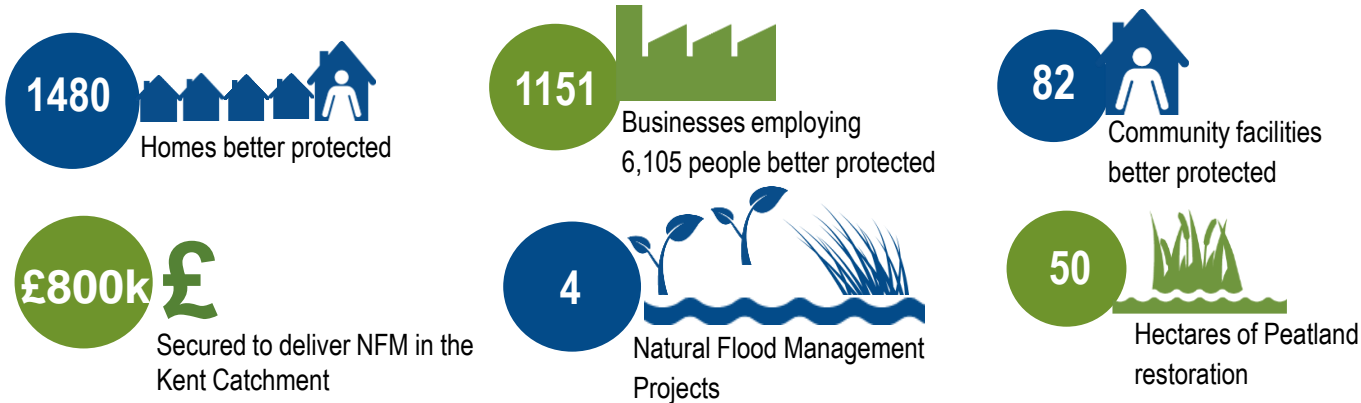 1480
Homes better protected
1151
Businesses employing
6,105 people better protected
82
Community facilities
better protected
£800k
£
Secured to deliver NFM in the
Kent Catchment
4
Natural Flood Management
Projects
50
Hectares of Peatland
restoration